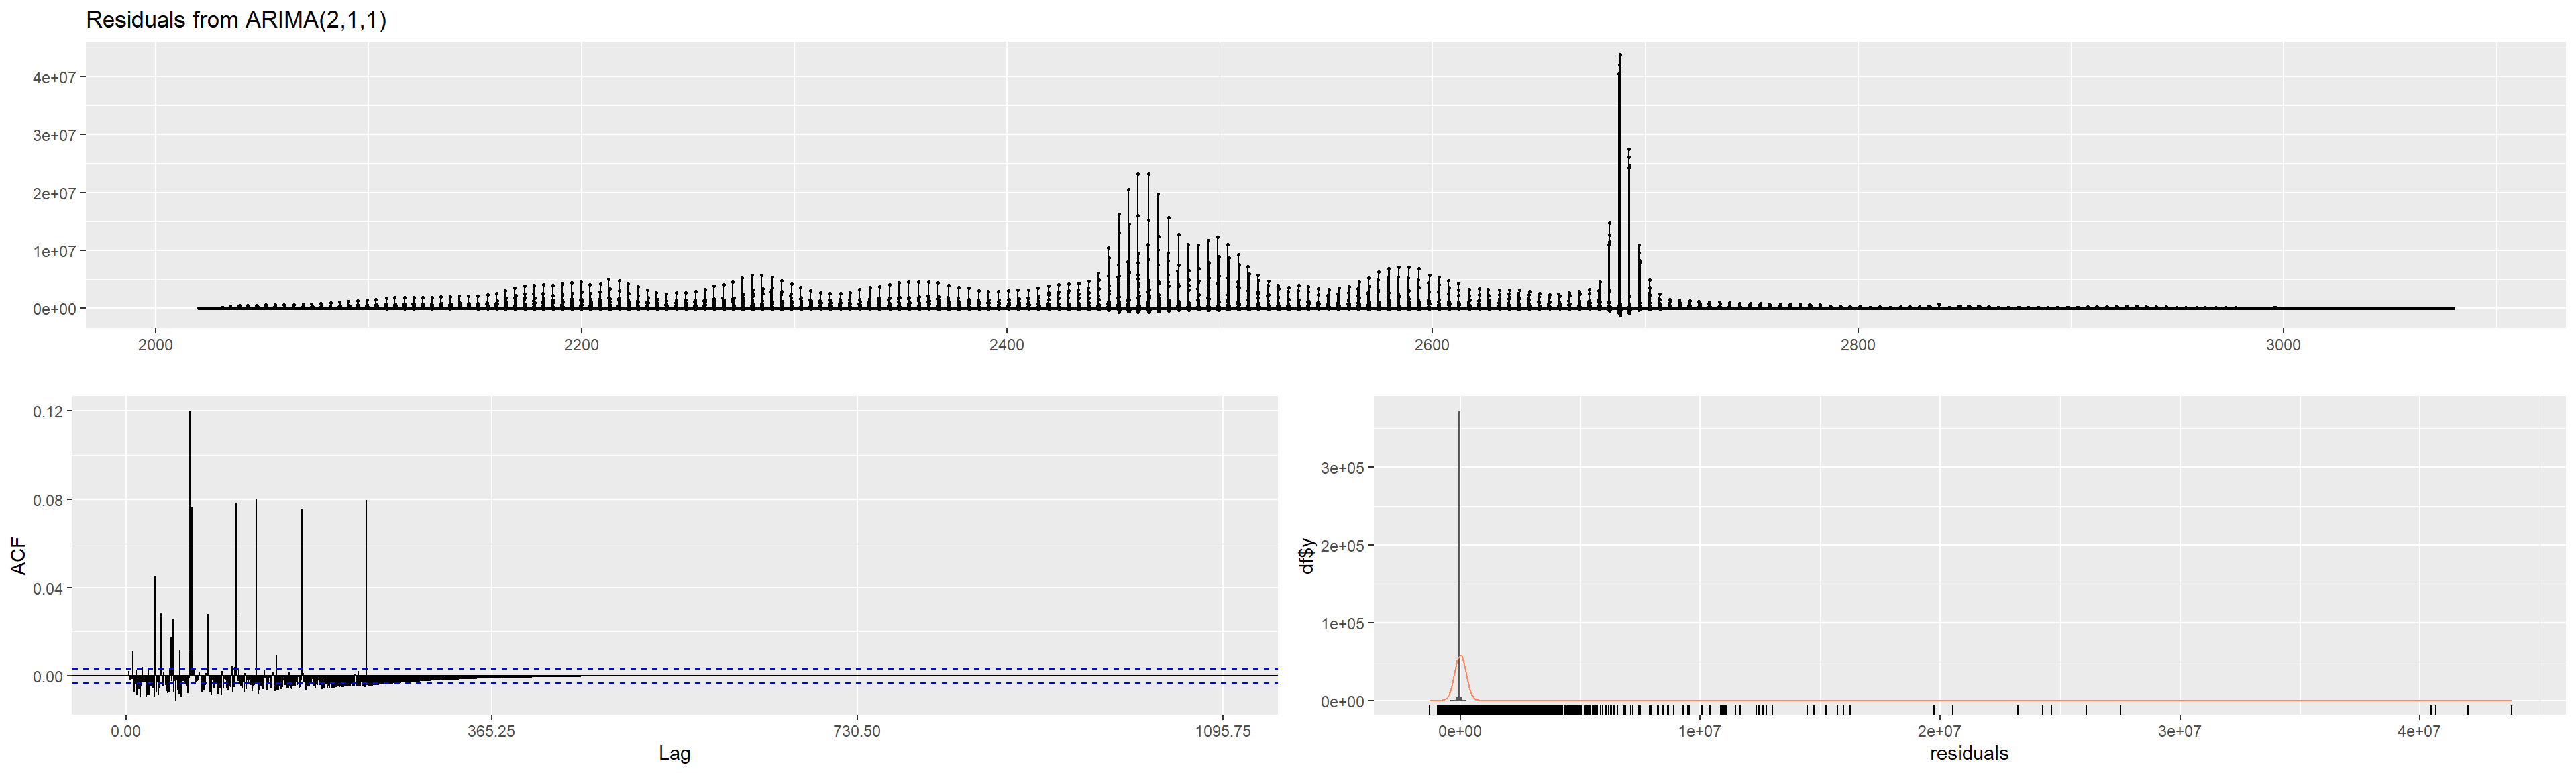 Residuals from ARIMA(2,1,1)
4e+07
3e+07
2e+07
1e+07
0e+00
2000 2200 2400 2600 2800 3000
ACF
0.12
0.08
0.04
0.00
0.00 365.25 730.50 1095.75
Lag
df$y
3e+05
2e+05
1e+05
0e+00
0e+00 1e+07 2e+07 3e+07 4e+07
residuals